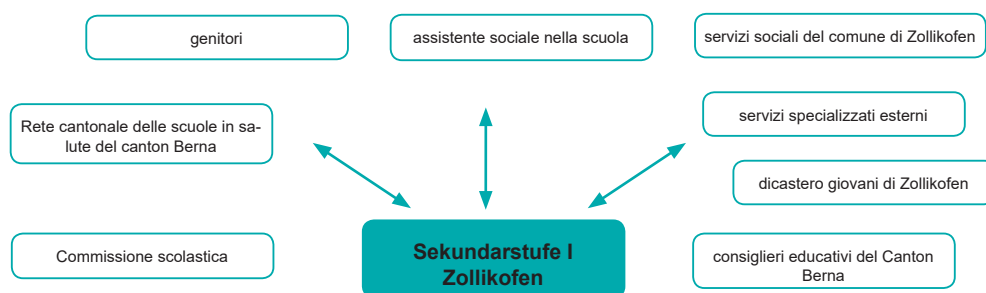 genitori
assistente sociale nella scuola
servizi sociali del comune di Zollikofen
Rete cantonale delle scuole in sa-
lute del canton Berna
servizi specializzati esterni
dicastero giovani di Zollikofen
Commissione scolastica
Sekundarstufe I
Zollikofen
consiglieri educativi del Canton
Berna